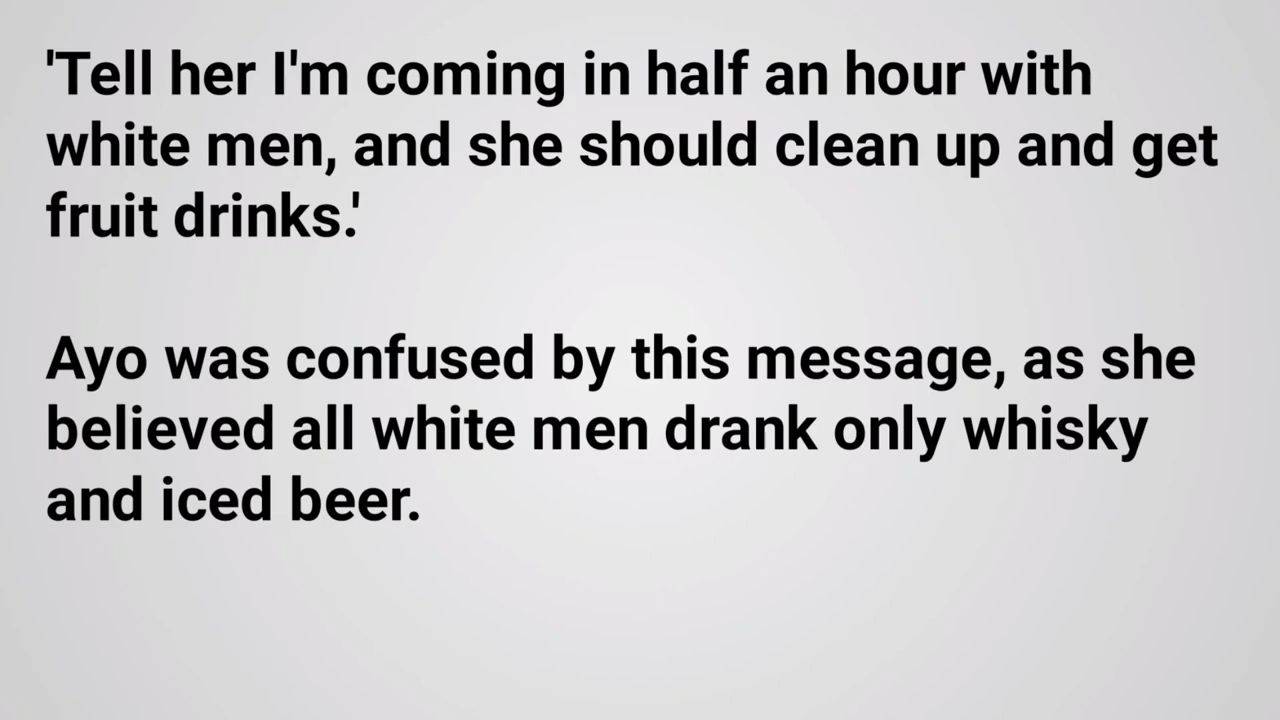 'Tell her I'm coming in half an hour with
white men, and she should clean up and get
fruit drinks.'
Ayo was confused by this message, as she
believed all white men drank only whisky
and iced beer.